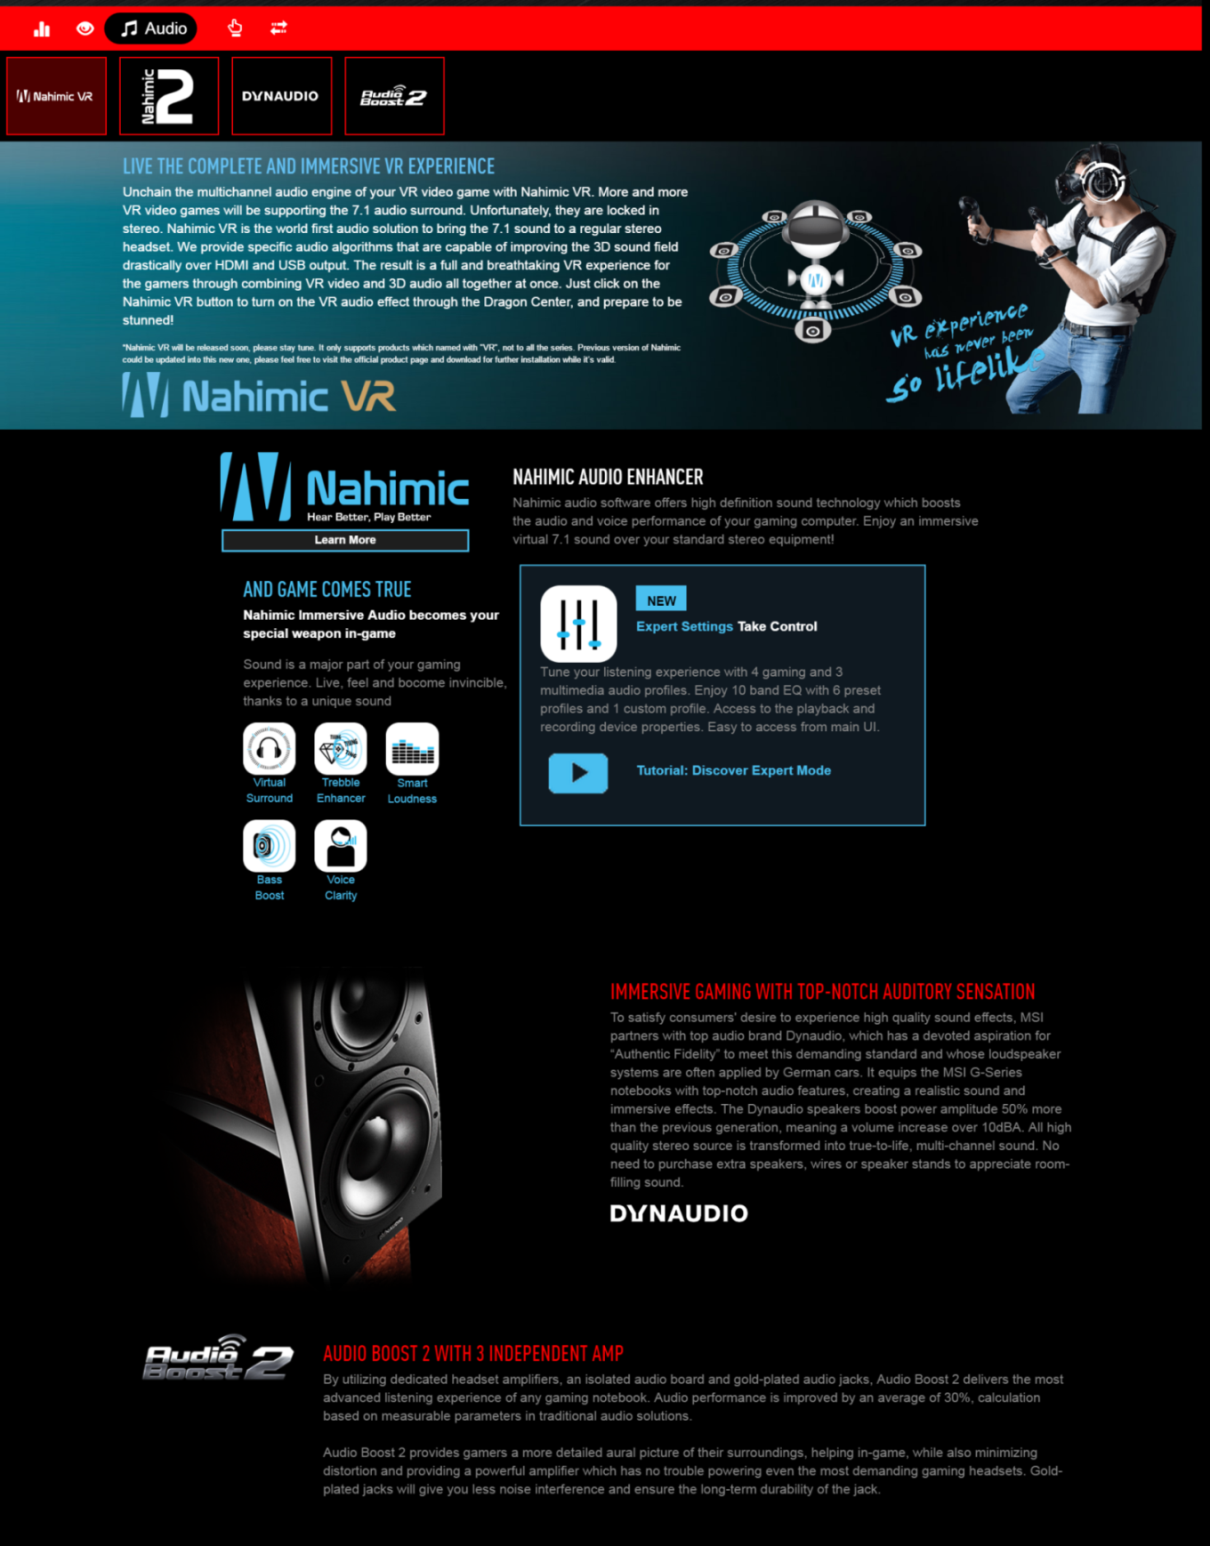 Audio
Nahimic VR
Nahimic 2
DYNAUDIO
Audio Boost 2
LIVE THE COMPLETE AND IMMERSIVE VR EXPERIENCE
Unchain the multichannel audio engine of your VR video game with Nahimic VR. More and more
VR video games will be supporting the 7.1 audio surround. Unfortunately, they are locked in
stereo. Nahimic VR is the world first audio solution to bring the 7.1 sound to a regular stereo
headset. We provide specific audio algorithms that are capable of improving the 3D sound field
drastically over HDMI and USB output. The result is a full and breathtaking VR experience for
the gamers through combining VR video and 3D audio all together at once. Just click on the
Nahimic VR button to turn on the VR audio effect through the Dragon Center, and prepare to be
stunned!
*Nahimic VR will be released soon, please stay tune. It only supports products which named with "VR", not to all the series. Previous version of Nahimic
could be updated into this new one, please feel free to visit the official product page and download for further installation while it's valid.
Nahimic VR
VR experience
has never been
so lifelike
Nahimic
Hear Better, Play Better
Learn More
NAHIMIC AUDIO ENHANCER
Nahimic audio software offers high definition sound technology which boosts
the audio and voice performance of your gaming computer. Enjoy an immersive
virtual 7.1 sound over your standard stereo equipment!
AND GAME COMES TRUE
Nahimic Immersive Audio becomes your
special weapon in-game
Sound is a major part of your gaming
experience. Live, feel and bocome invincible,
thanks to a unique sound
Virtual
Surround
Trebble
Enhancer
Smart
Loudness
Bass
Boost
Voice
Clarity
NEW
Expert Settings Take Control
Tune your listening experience with 4 gaming and 3
multimedia audio profiles. Enjoy 10 band EQ with 6 preset
profiles and 1 custom profile. Access to the playback and
recording device properties. Easy to access from main UI.
Tutorial: Discover Expert Mode
IMMERSIVE GAMING WITH TOP-NOTCH AUDITORY SENSATION
To satisfy consumers' desire to experience high quality sound effects, MSI
partners with top audio brand Dynaudio, which has a devoted aspiration for
"Authentic Fidelity" to meet this demanding standard and whose loudspeaker
systems are often applied by German cars. It equips the MSI G-Series
notebooks with top-notch audio features, creating a realistic sound and
immersive effects. The Dynaudio speakers boost power amplitude 50% more
than the previous generation, meaning a volume increase over 10dBA. All high
quality stereo source is transformed into true-to-life, multi-channel sound. No
need to purchase extra speakers, wires or speaker stands to appreciate room-
filling sound.
DYNAUDIO
DYNAUDIO
Audio Boost 2
AUDIO BOOST 2 WITH 3 INDEPENDENT AMP
By utilizing dedicated headset amplifiers, an isolated audio board and gold-plated audio jacks, Audio Boost 2 delivers the most
advanced listening experience of any gaming notebook. Audio performance is improved by an average of 30%, calculation
based on measurable parameters in traditional audio solutions.
Audio Boost 2 provides gamers a more detailed aural picture of their surroundings, helping in-game, while also minimizing
distortion and providing a powerful amplifier which has no trouble powering even the most demanding gaming headsets. Gold-
plated jacks will give you less noise interference and ensure the long-term durability of the jack.